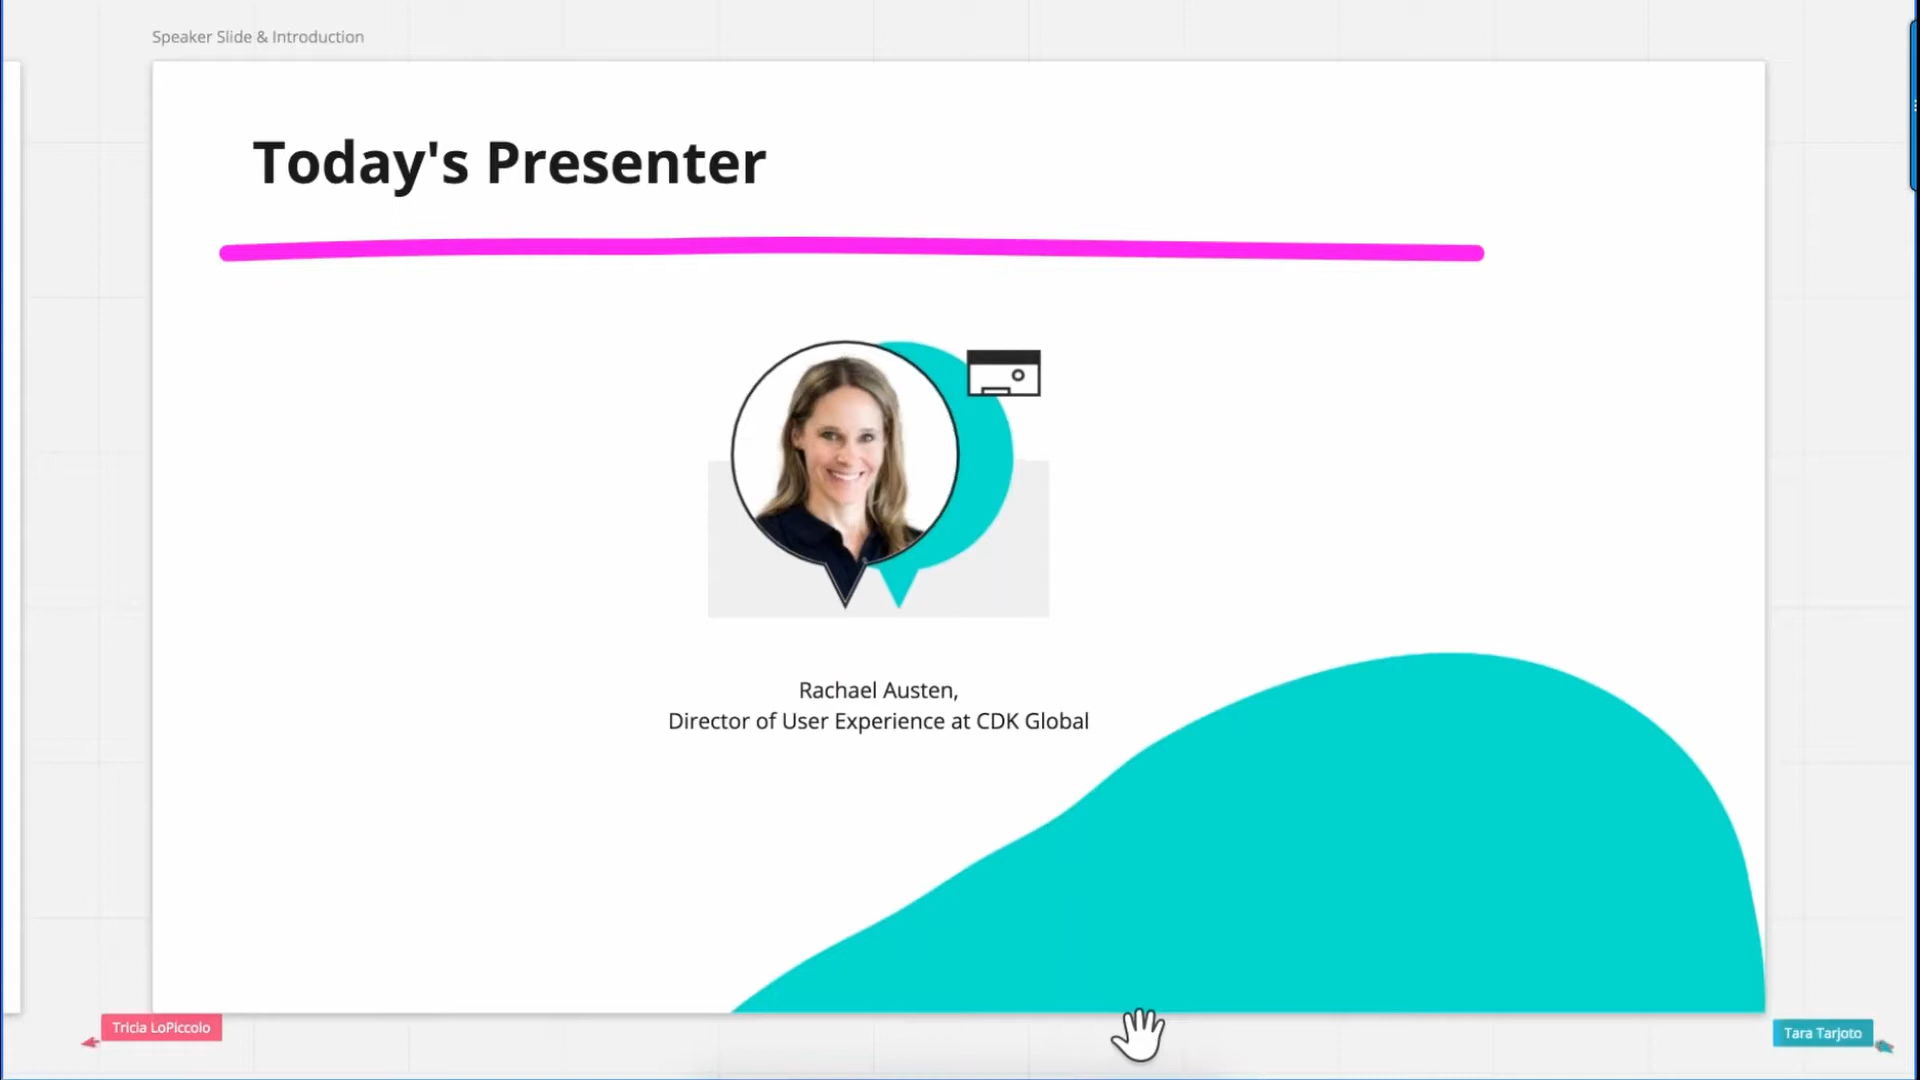 Speaker Slide & Introduction
Today's Presenter
Rachael Austen,
Director of User Experience at CDK Global
Tricia LoPiccolo
Tara Tarjoto